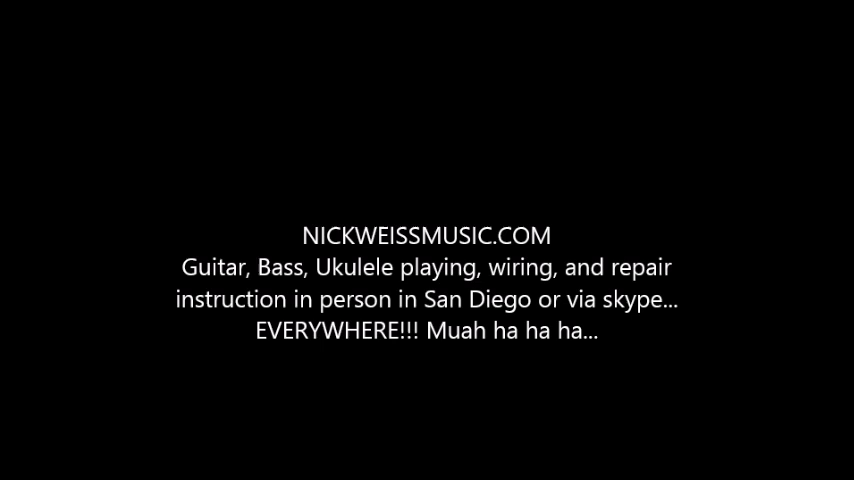 NICKWEISSMUSIC.COM
Guitar, Bass, Ukulele playing, wiring, and repair
instruction in person in San Diego or via skype...
EVERYWHERE!!! Muah ha ha ha...